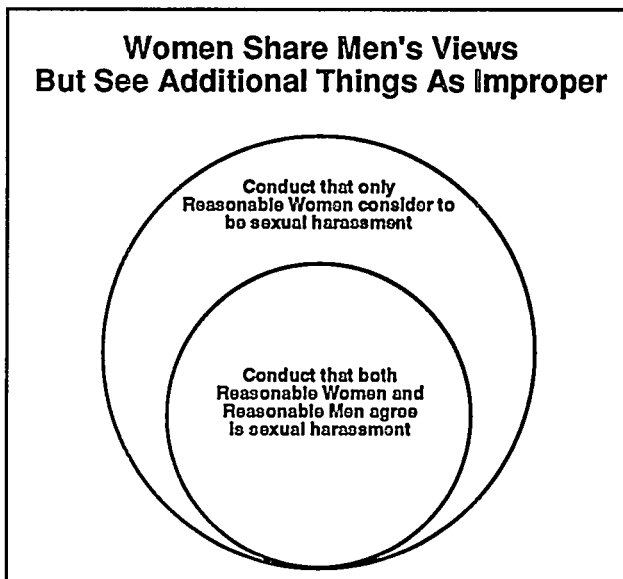 Women Share Men's Views
But See Additional Things As Improper
Conduct that only
Reasonable Women consider to
be sexual harassment
Conduct that both
Reasonable Women and
Reasonable Men agree
is sexual harassment